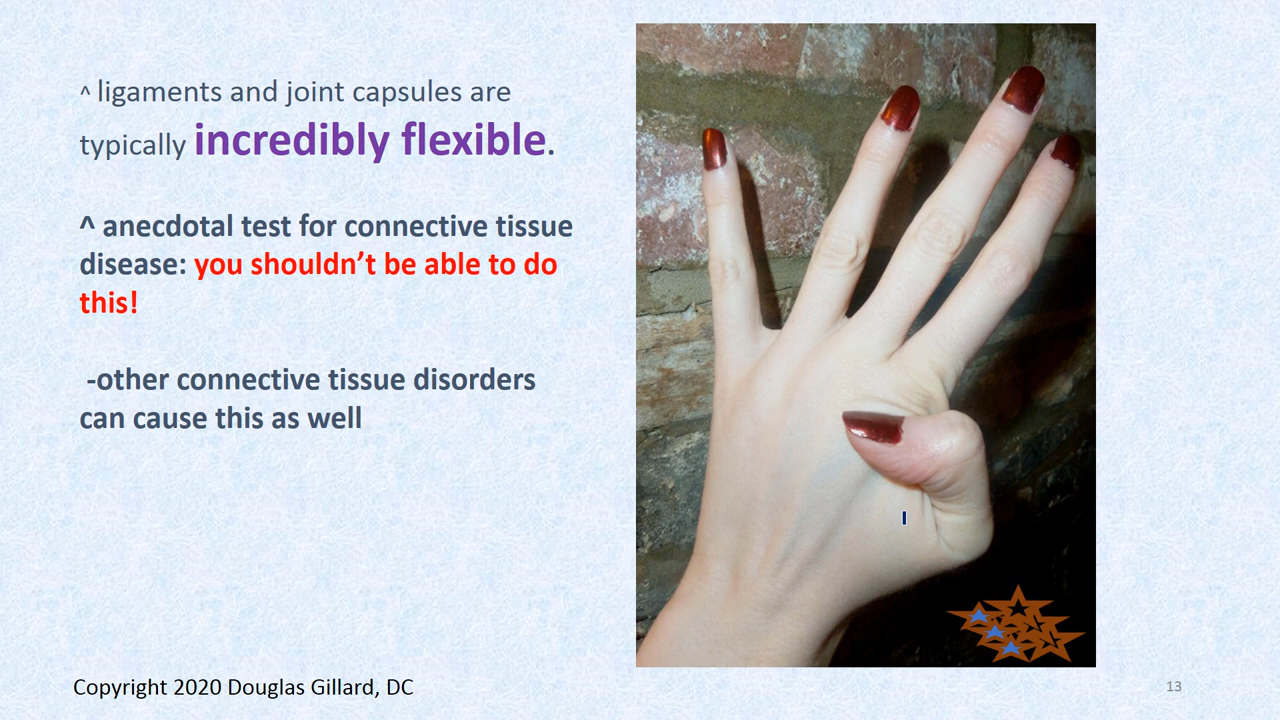 ^ ligaments and joint capsules are
typically incredibly flexible.
^ anecdotal test for connective tissue
disease: you shouldn’t be able to do
this!
-other connective tissue disorders
can cause this as well
Copyright 2020 Douglas Gillard, DC
13